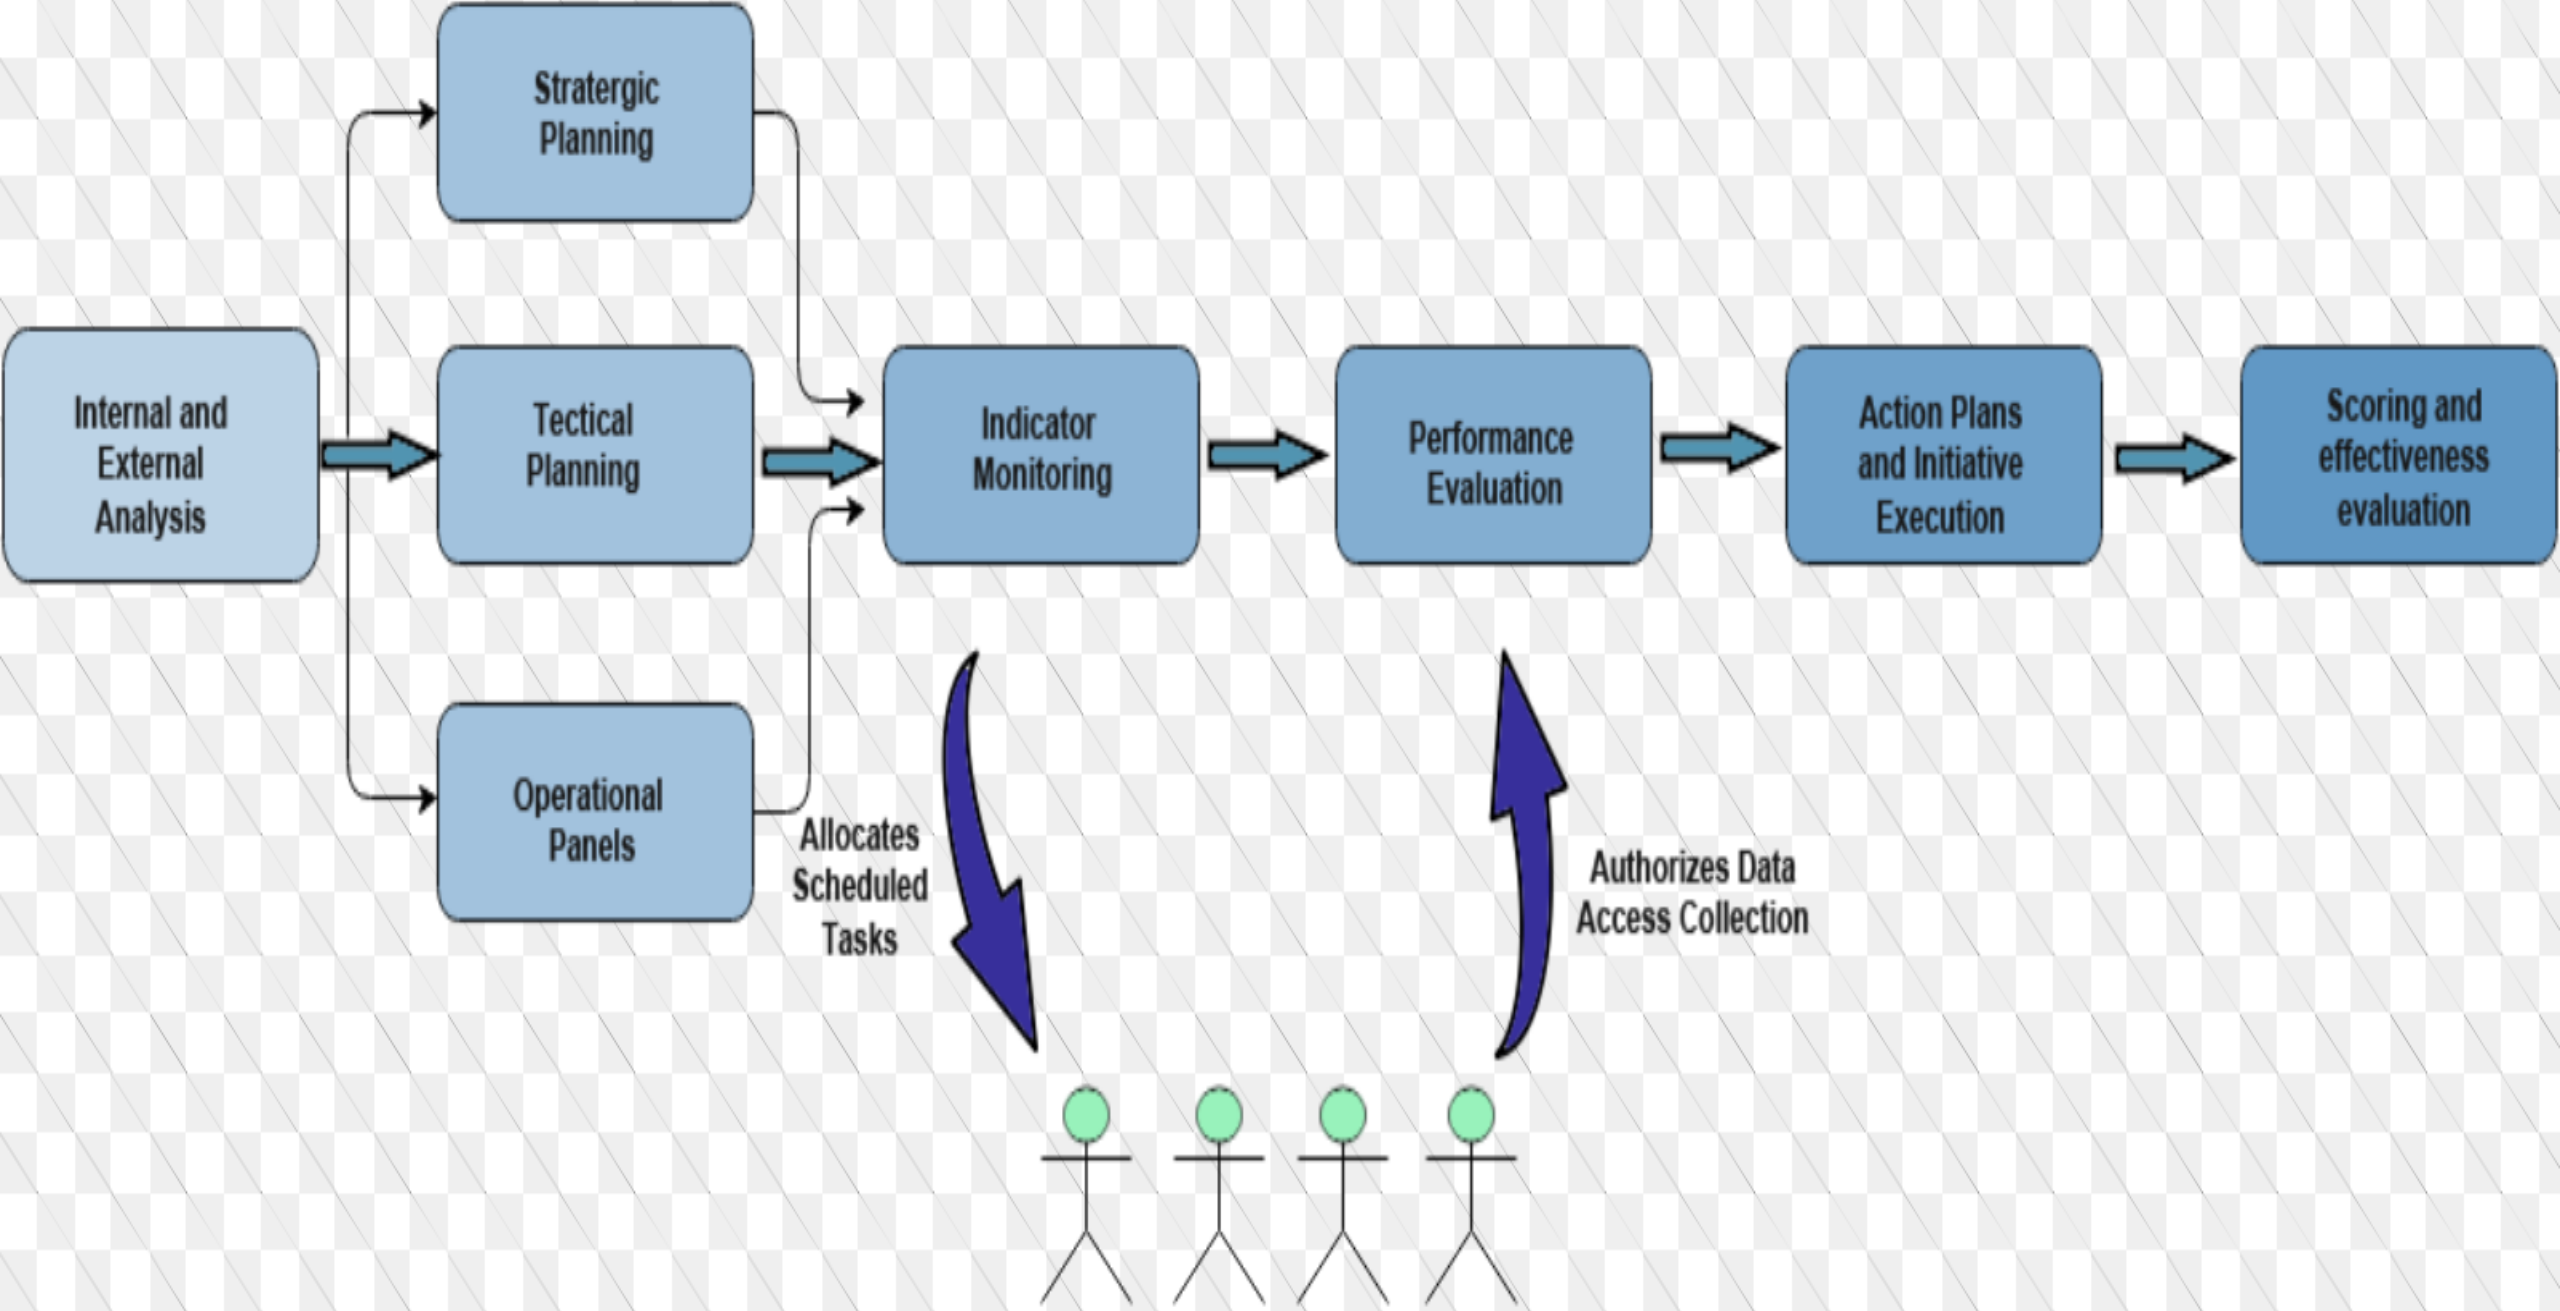 Stratergic
Planning
Internal and
External
Analysis
Tectical
Planning
Indicator
Monitoring
Performance
Evaluation
Action Plans
and Initiative
Execution
Scoring and
effectiveness
evaluation
Operational
Panels
Allocates
Scheduled
Tasks
Authorizes Data
Access Collection